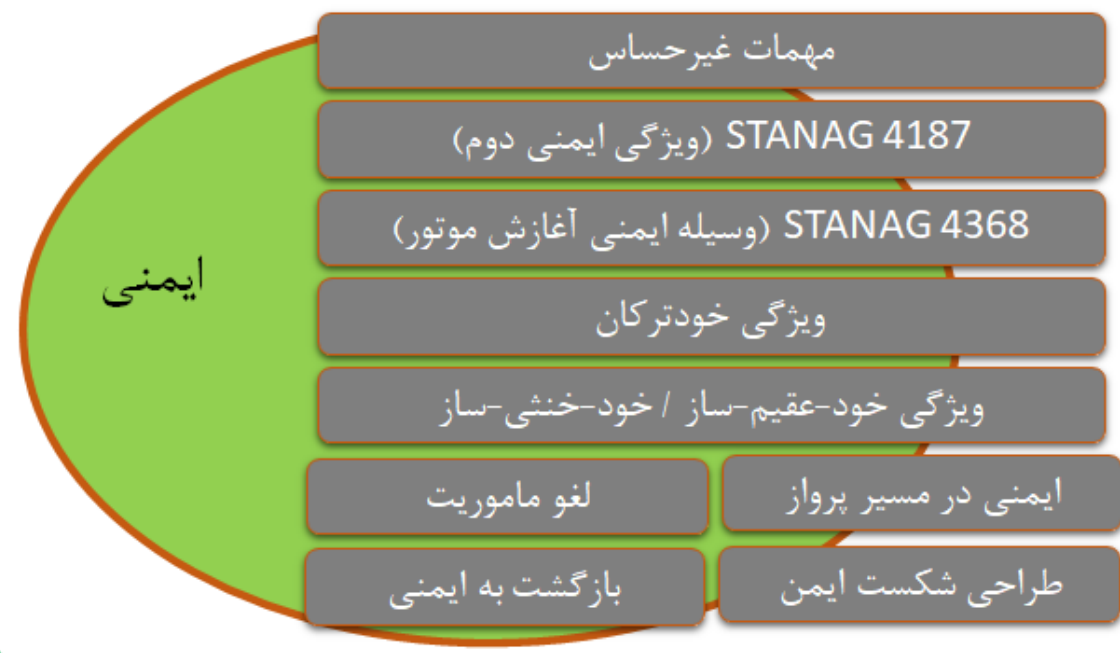 مهمات غیرحساس
STANAG 4187 (ویژگی ایمنی دوم)
STANAG 4368 (وسیله ایمنی آغازش موتور)
ایمنی
ویژگی خودترکان
ویژگی خود-عقیم-ساز / خود-خنثی-ساز
ایمنی در مسیر پرواز
لغو ماموریت
طراحی شکست ایمن
بازگشت به ایمنی